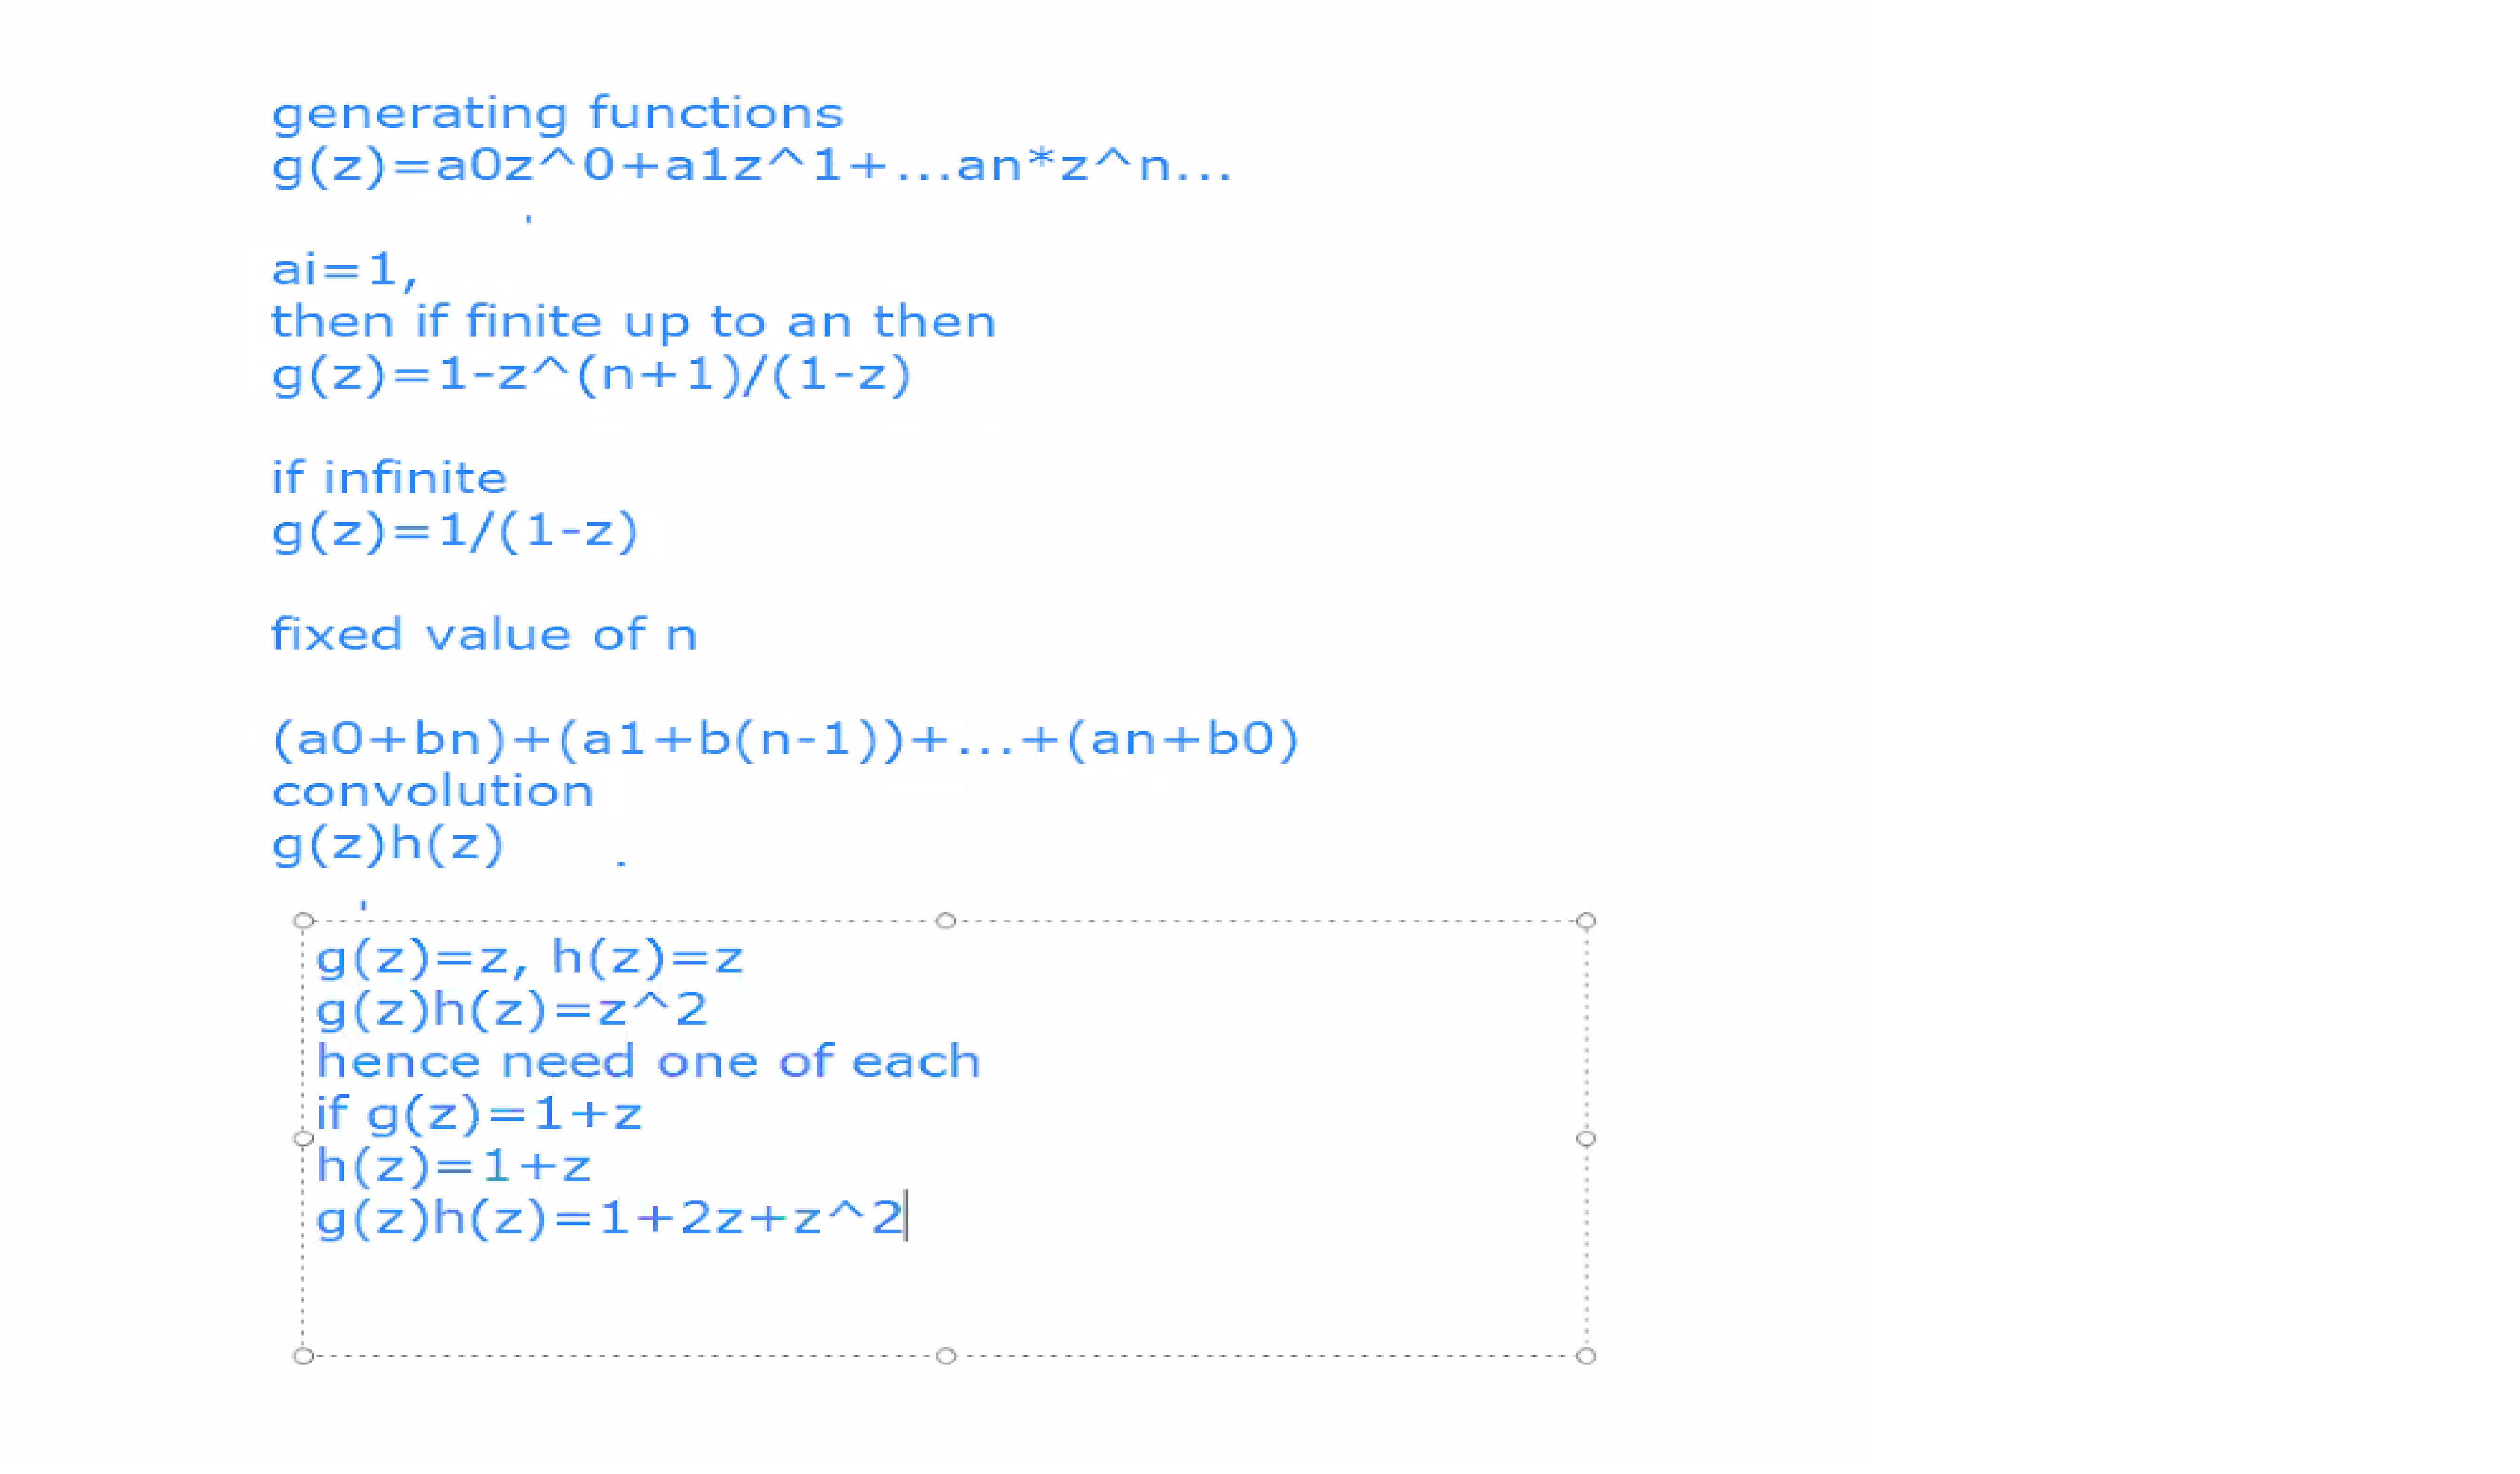 generating functions
g(z)=a0z^0+a1z^1+...an*z^n...
ai=1,
then if finite up to an then
g(z)=1-z^(n+1)/(1-z)
if infinite
g(z)=1/(1-z)
fixed value of n
(a0+bn)+(a1+b(n-1))+...+(an+b0)
convolution
g(z)h(z)
g(z)=z, h(z)=z
g(z)h(z)=z^2
hence need one of each
if g(z)=1+z
h(z)=1+z
g(z)h(z)=1+2z+z^2